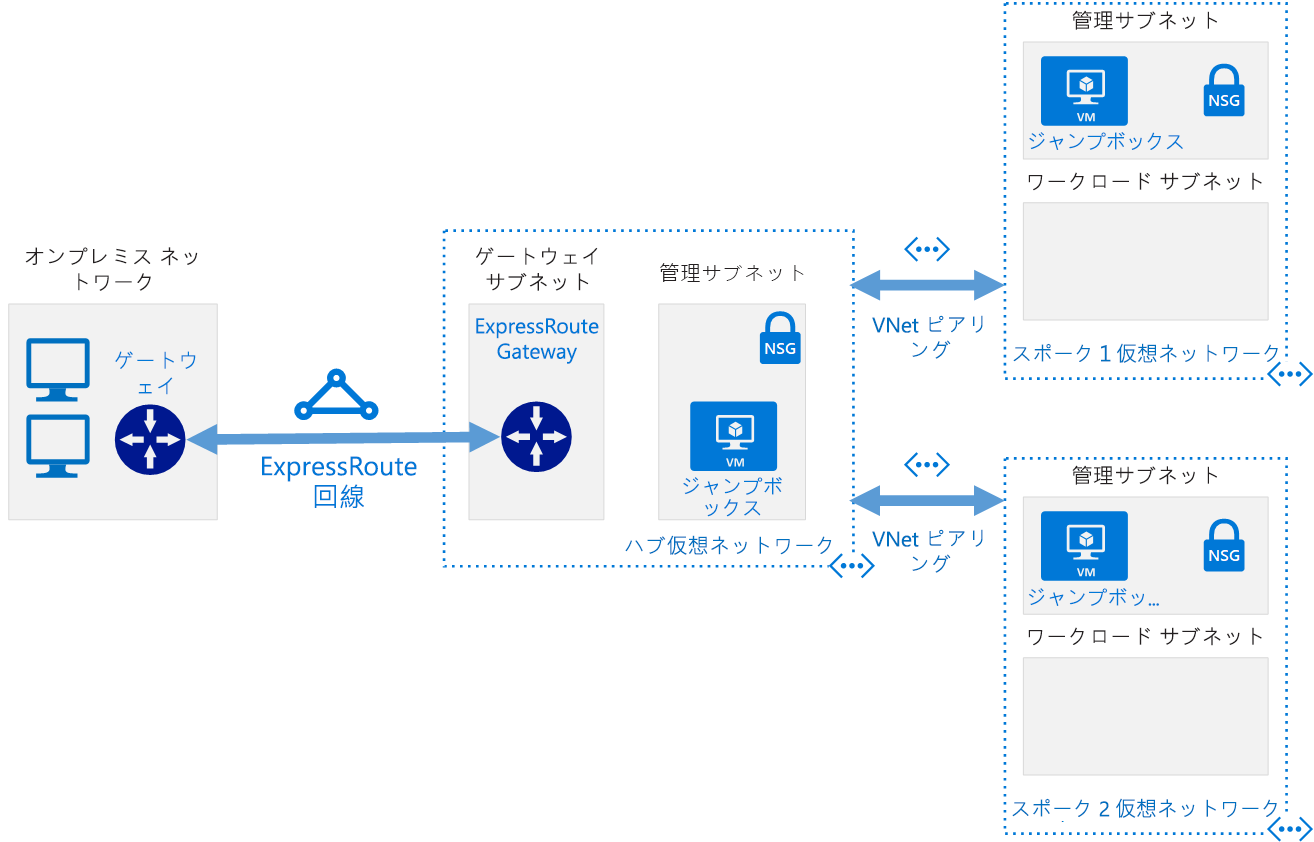 オンプレミス ネッ
トワーク
ゲートウ
ェイ
ExpressRoute
回線
ゲートウェイ
サブネット
ExpressRoute
Gateway
管理サブネット
NSG
VM
ジャンプボ
ックス
ハブ仮想ネットワーク
VNet ピアリ
ング
VNet ピアリ
ング
管理サブネット
VM
NSG
ジャンプボックス
ワークロード サブネット
スポーク 1 仮想ネットワーク
管理サブネット
VM
NSG
ジャンプボッ...
ワークロード サブネット
スポーク 2 仮想ネットワーク